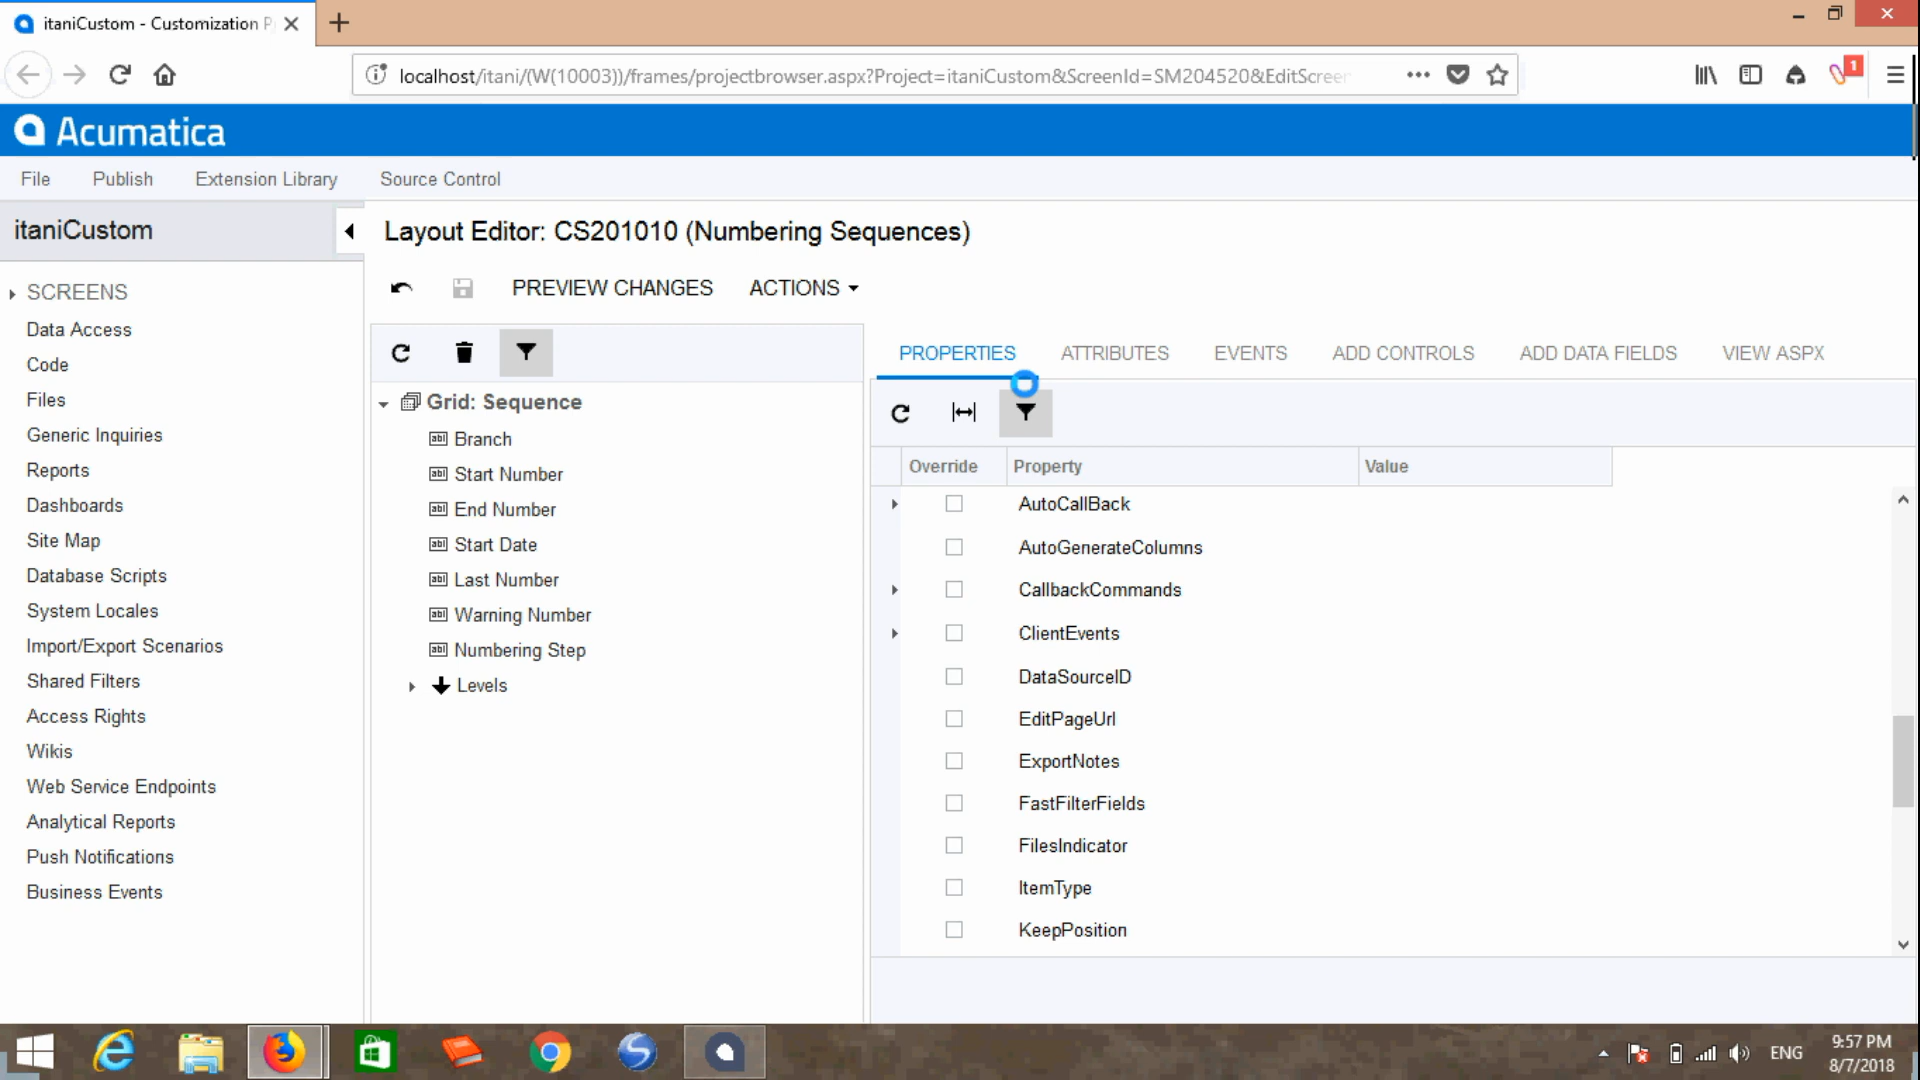 itaniCustom - Customization P
localhost/itani/(W(10003))/frames/projectbrowser.aspx?Project=itaniCustom&ScreenId=SM204520&EditScreen
1
Acumatica
File Publish Extension Library Source Control
itaniCustom
Layout Editor: CS201010 (Numbering Sequences)
SCREENS
Data Access
Code
Files
Generic Inquiries
Reports
Dashboards
Site Map
Database Scripts
System Locales
Import/Export Scenarios
Shared Filters
Access Rights
Wikis
Web Service Endpoints
Analytical Reports
Push Notifications
Business Events
PREVIEW CHANGES ACTIONS
Grid: Sequence
Branch
Start Number
End Number
Start Date
Last Number
Warning Number
Numbering Step
Levels
PROPERTIES ATTRIBUTES EVENTS ADD CONTROLS ADD DATA FIELDS VIEW ASPX
Override Property Value
AutoCallBack
AutoGenerateColumns
CallbackCommands
ClientEvents
DataSourceID
EditPageUrl
ExportNotes
FastFilterFields
FilesIndicator
ItemType
KeepPosition
ENG
9:57 PM
8/7/2018